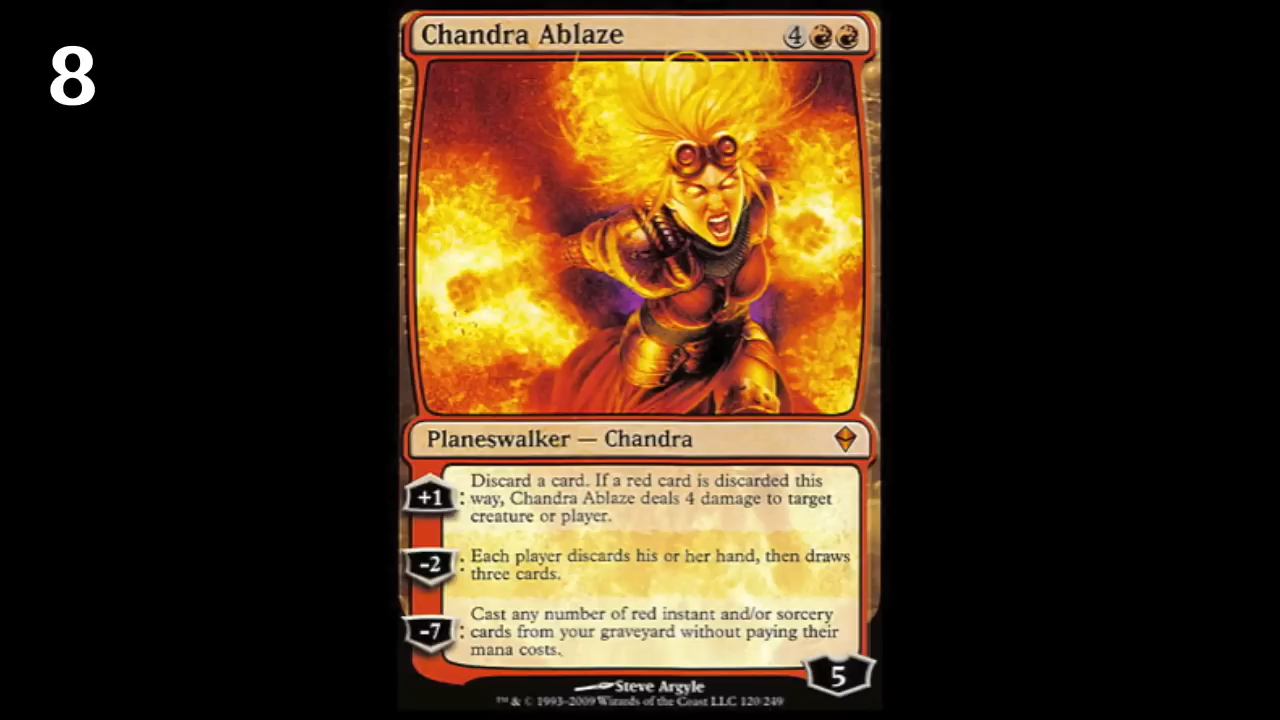 8
Chandra Ablaze 4
Planeswalker — Chandra
+1 : Discard a card. If a red card is discarded this
way, Chandra Ablaze deals 4 damage to target
creature or player.
-2 : Each player discards his or her hand, then draws
three cards.
-7 : Cast any number of red instant and/or sorcery
cards from your graveyard without paying their
mana costs.
5
Steve Argyle
™ & © 1993–2009 Wizards of the Coast LLC 120/249